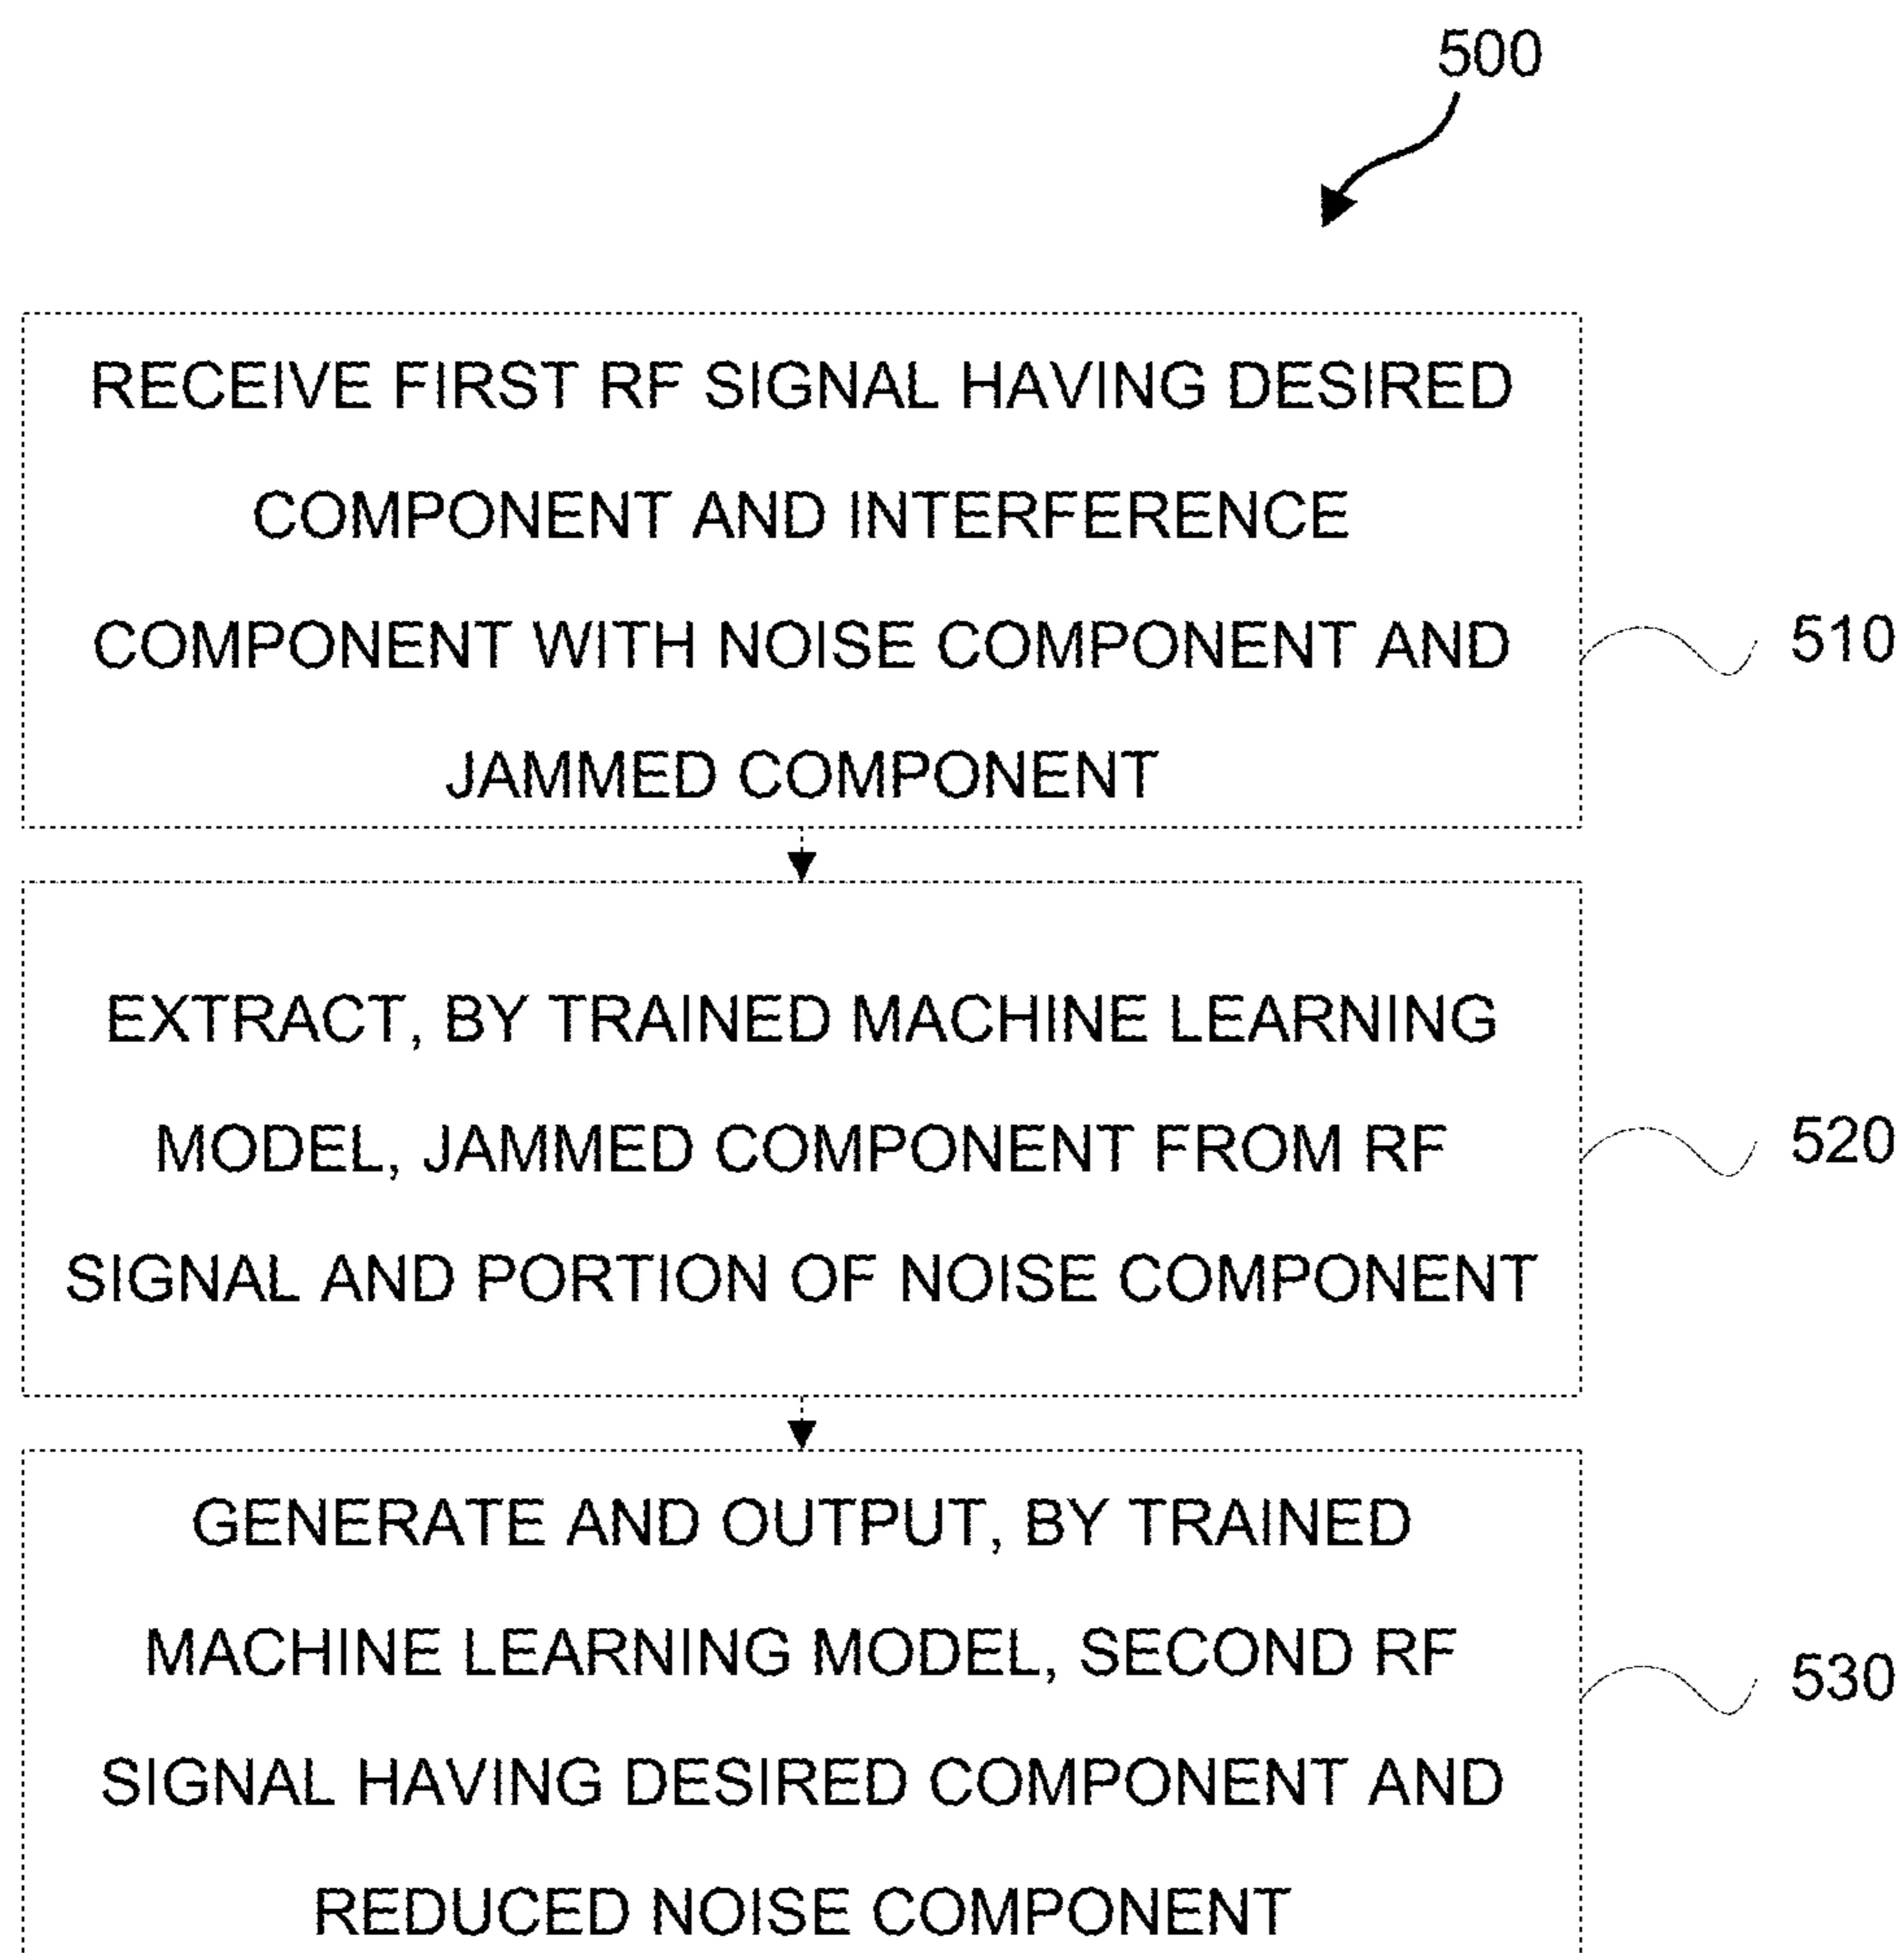 500
RECEIVE FIRST RF SIGNAL HAVING DESIRED
COMPONENT AND INTERFERENCE
COMPONENT WITH NOISE COMPONENT AND
JAMMED COMPONENT
510
EXTRACT, BY TRAINED MACHINE LEARNING
MODEL, JAMMED COMPONENT FROM RF
SIGNAL AND PORTION OF NOISE COMPONENT
520
GENERATE AND OUTPUT, BY TRAINED
MACHINE LEARNING MODEL, SECOND RF
SIGNAL HAVING DESIRED COMPONENT AND
REDUCED NOISE COMPONENT
530